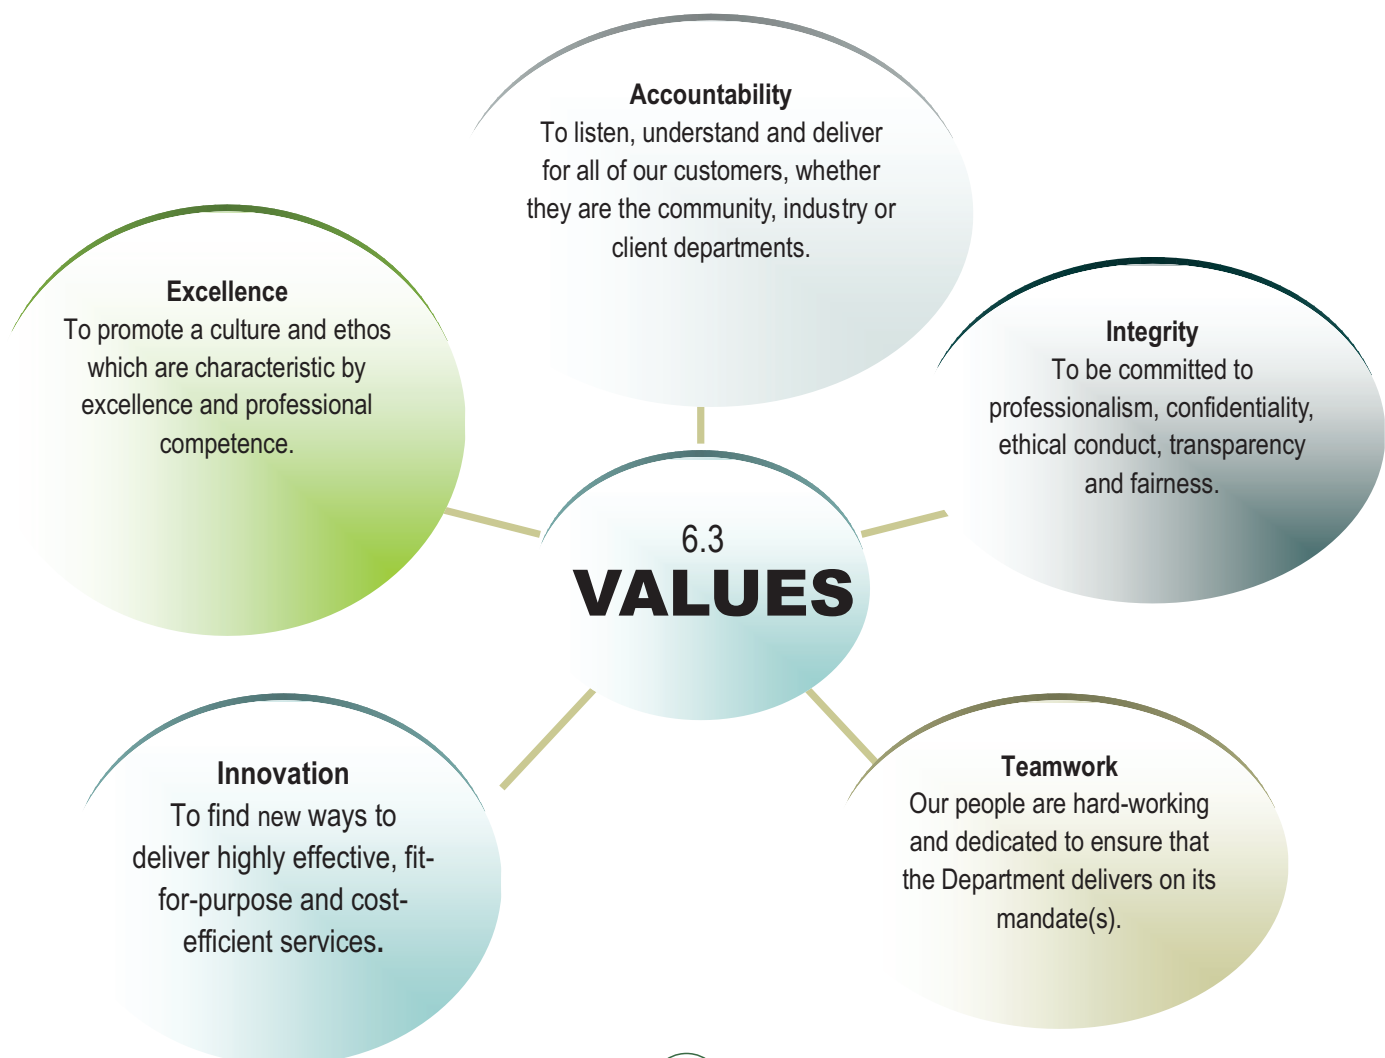 Accountability
To listen, understand and deliver
for all of our customers, whether
they are the community, industry or
client departments.
Excellence
To promote a culture and ethos
which are characteristic by
excellence and professional
competence.
Integrity
To be committed to
professionalism, confidentiality,
ethical conduct, transparency
and fairness.
6.3
VALUES
Innovation
To find new ways to
deliver highly effective, fit-
for-purpose and cost-
efficient services.
Teamwork
Our people are hard-working
and dedicated to ensure that
the Department delivers on its
mandate(s).